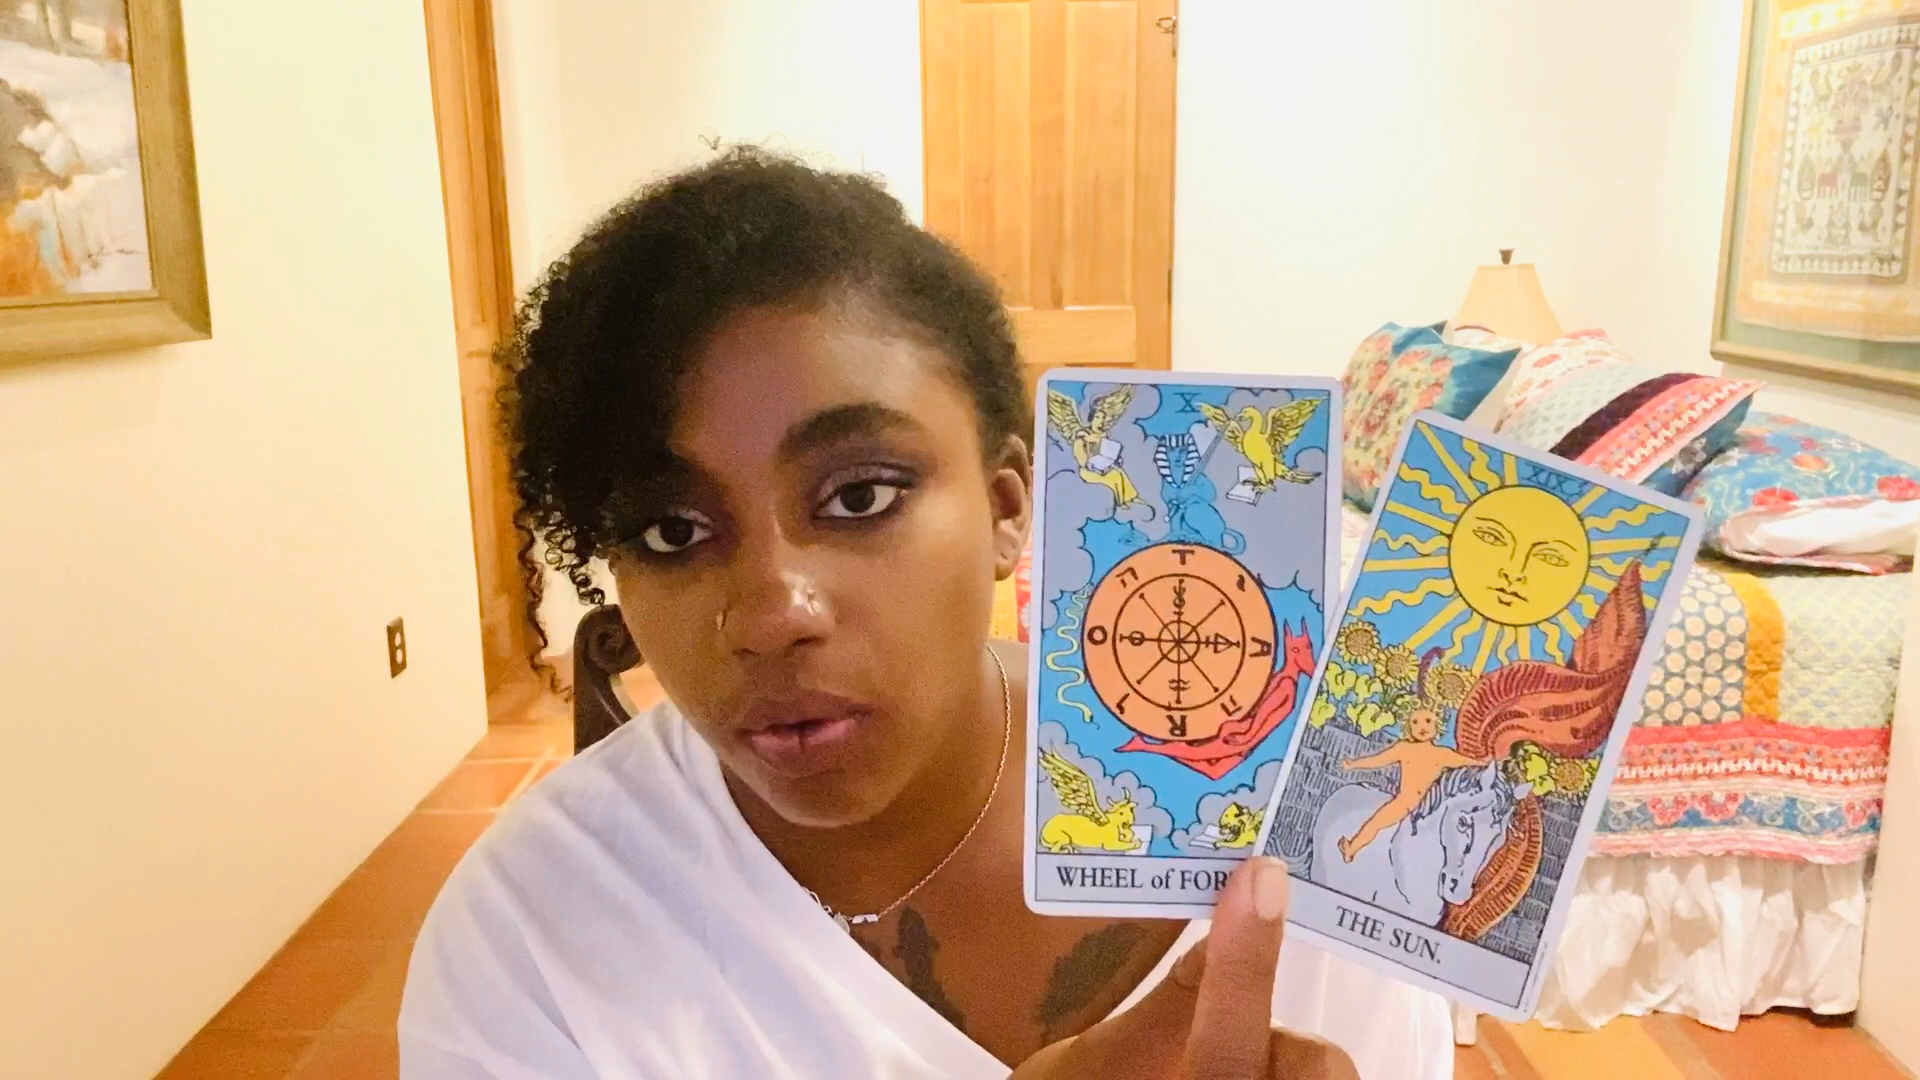 X
T
A
R
O
ה
ו
ה
י
WHEEL of FOR
XIX
THE SUN.